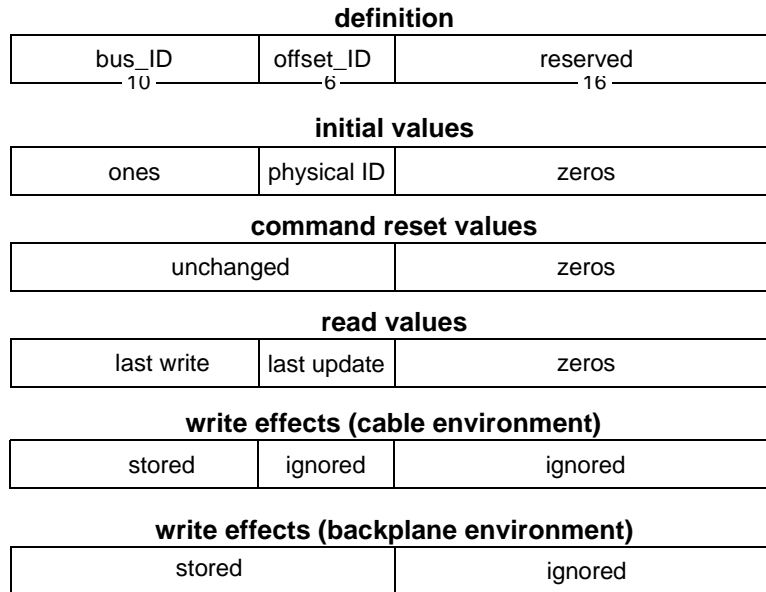 definition
bus_ID offset_ID reserved
10 6 16
initial values
ones physical ID zeros
command reset values
unchanged zeros
read values
last write last update zeros
write effects (cable environment)
stored ignored ignored
write effects (backplane environment)
stored ignored